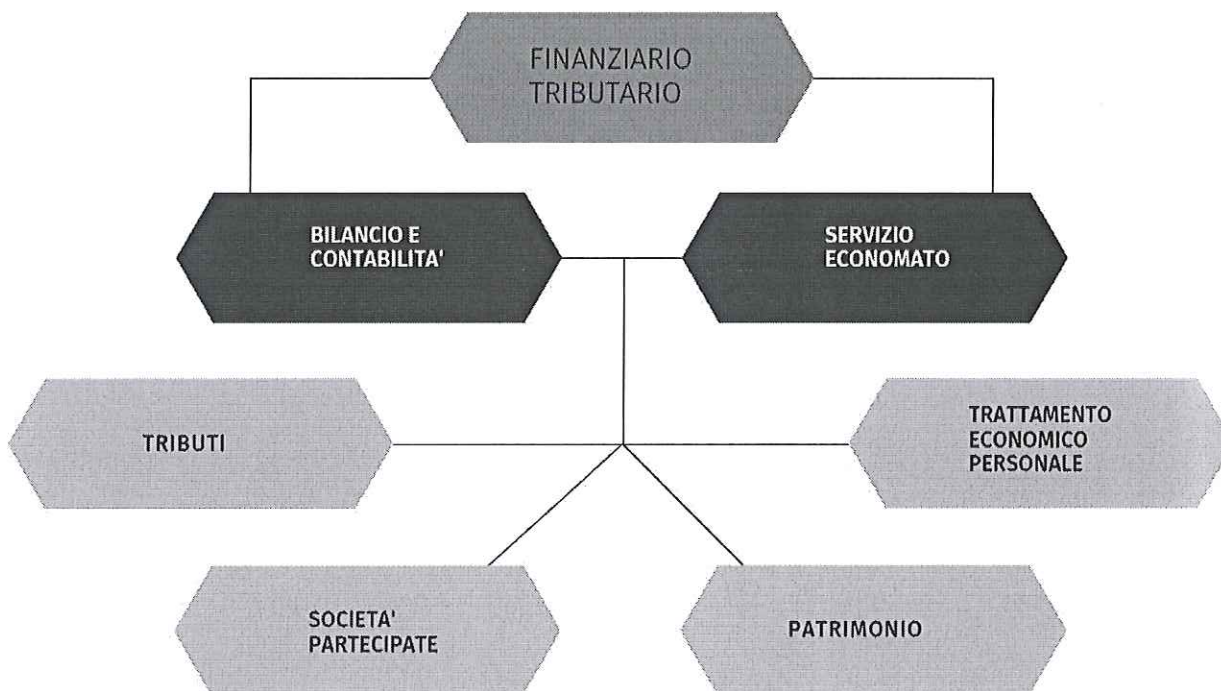 FINANZIARIO
TRIBUTARIO
BILANCIO E
CONTABILITA'
SERVIZIO
ECONOMATO
TRIBUTI
TRATTAMENTO
ECONOMICO
PERSONALE
SOCIETA'
PARTECIPATE
PATRIMONIO